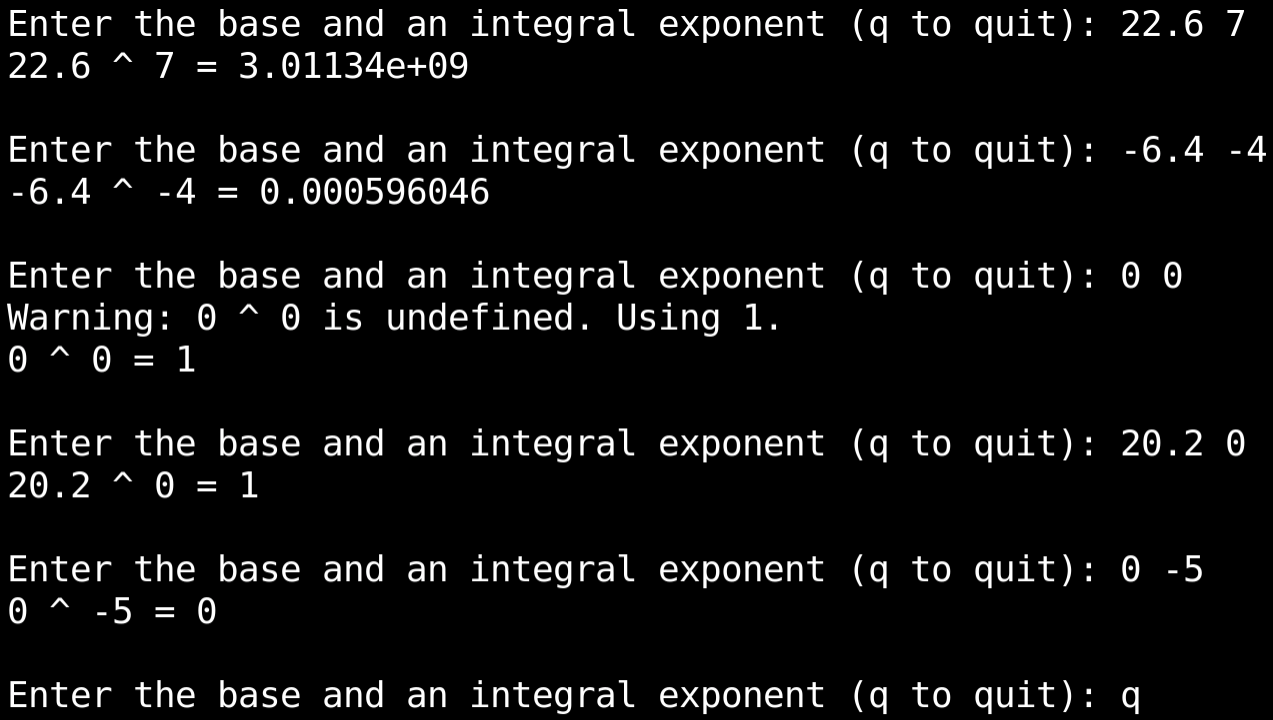 Enter the base and an integral exponent (q to quit): 22.6 7
22.6 ^ 7 = 3.01134e+09
Enter the base and an integral exponent (q to quit): -6.4 -4
-6.4 ^ -4 = 0.000596046
Enter the base and an integral exponent (q to quit): 0 0
Warning: 0 ^ 0 is undefined. Using 1.
0 ^ 0 = 1
Enter the base and an integral exponent (q to quit): 20.2 0
20.2 ^ 0 = 1
Enter the base and an integral exponent (q to quit): 0 -5
0 ^ -5 = 0
Enter the base and an integral exponent (q to quit): q